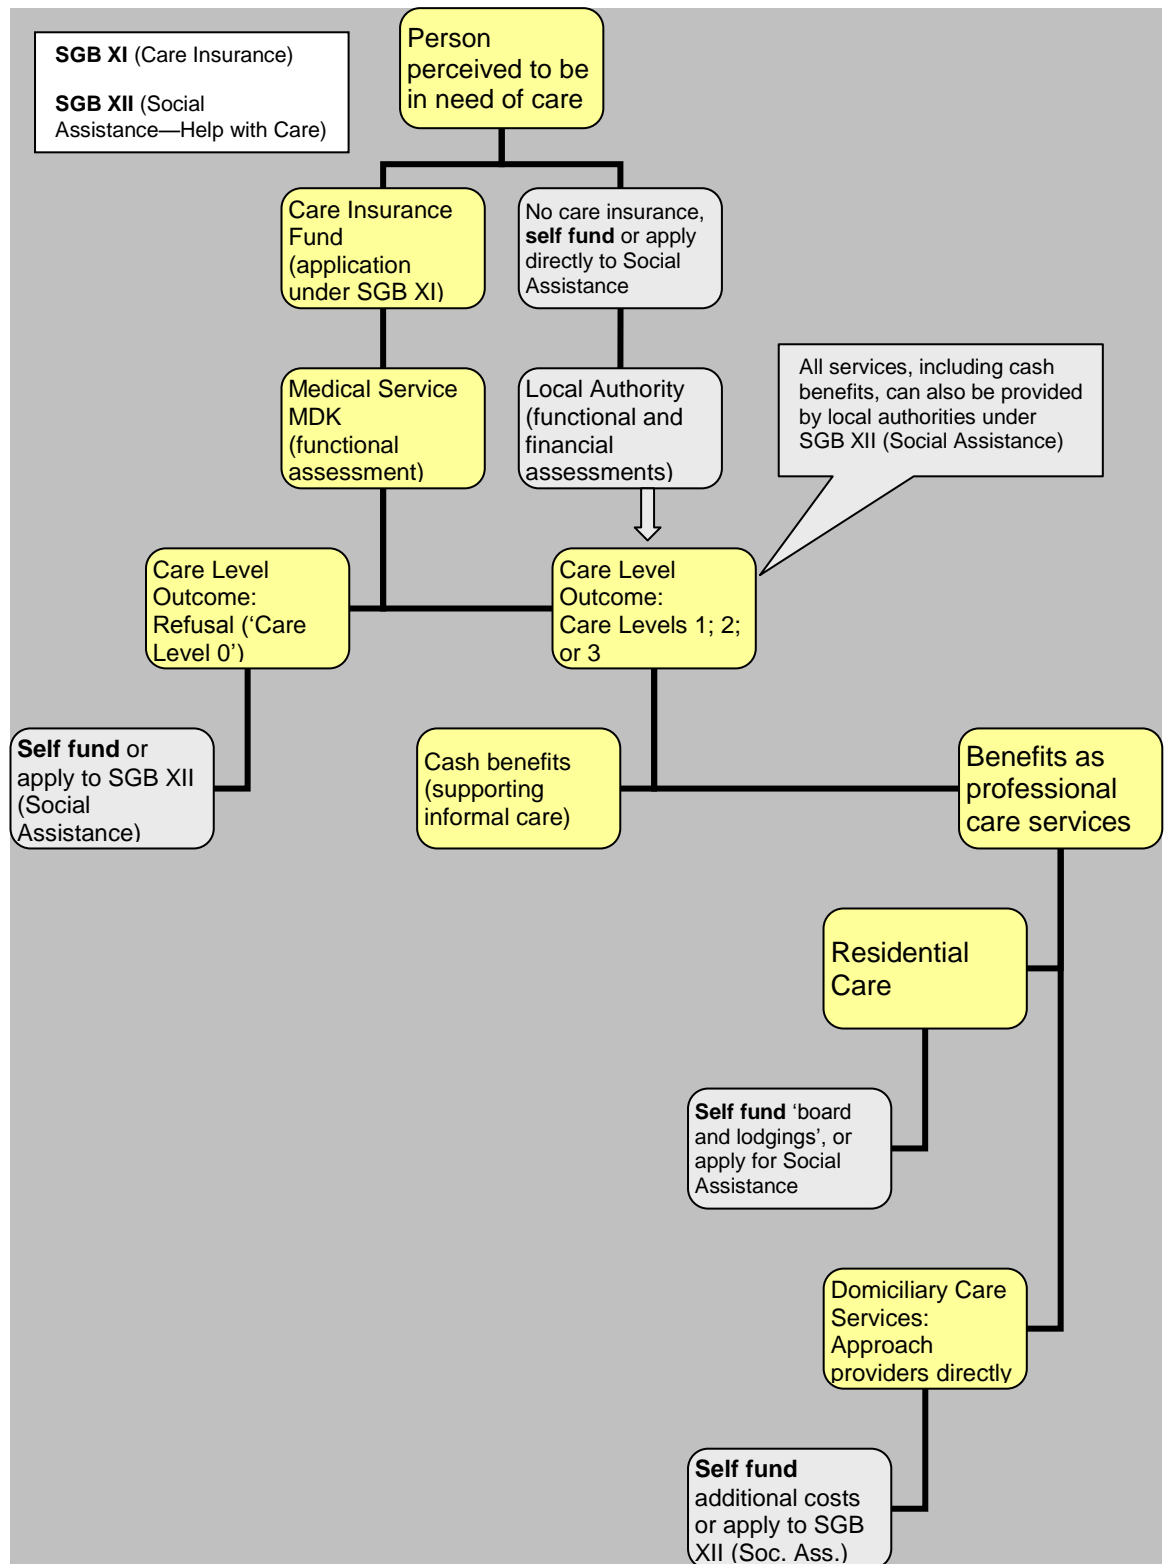 SGB XI (Care Insurance)
SGB XII (Social
Assistance—Help with Care)
Person
perceived to be
in need of care
Care Insurance
Fund
(application
under SGB XI)
No care insurance,
self fund or apply
directly to Social
Assistance
Medical Service
MDK
(functional
assessment)
Local Authority
(functional and
financial
assessments)
All services, including cash
benefits, can also be provided
by local authorities under
SGB XII (Social Assistance)
Care Level
Outcome:
Refusal (‘Care
Level 0’)
Care Level
Outcome:
Care Levels 1; 2;
or 3
Self fund or
apply to SGB XII
(Social
Assistance)
Cash benefits
(supporting
informal care)
Benefits as
professional
care services
Residential
Care
Self fund ‘board
and lodgings’, or
apply for Social
Assistance
Domiciliary Care
Services:
Approach
providers directly
Self fund
additional costs
or apply to SGB
XII (Soc. Ass.)